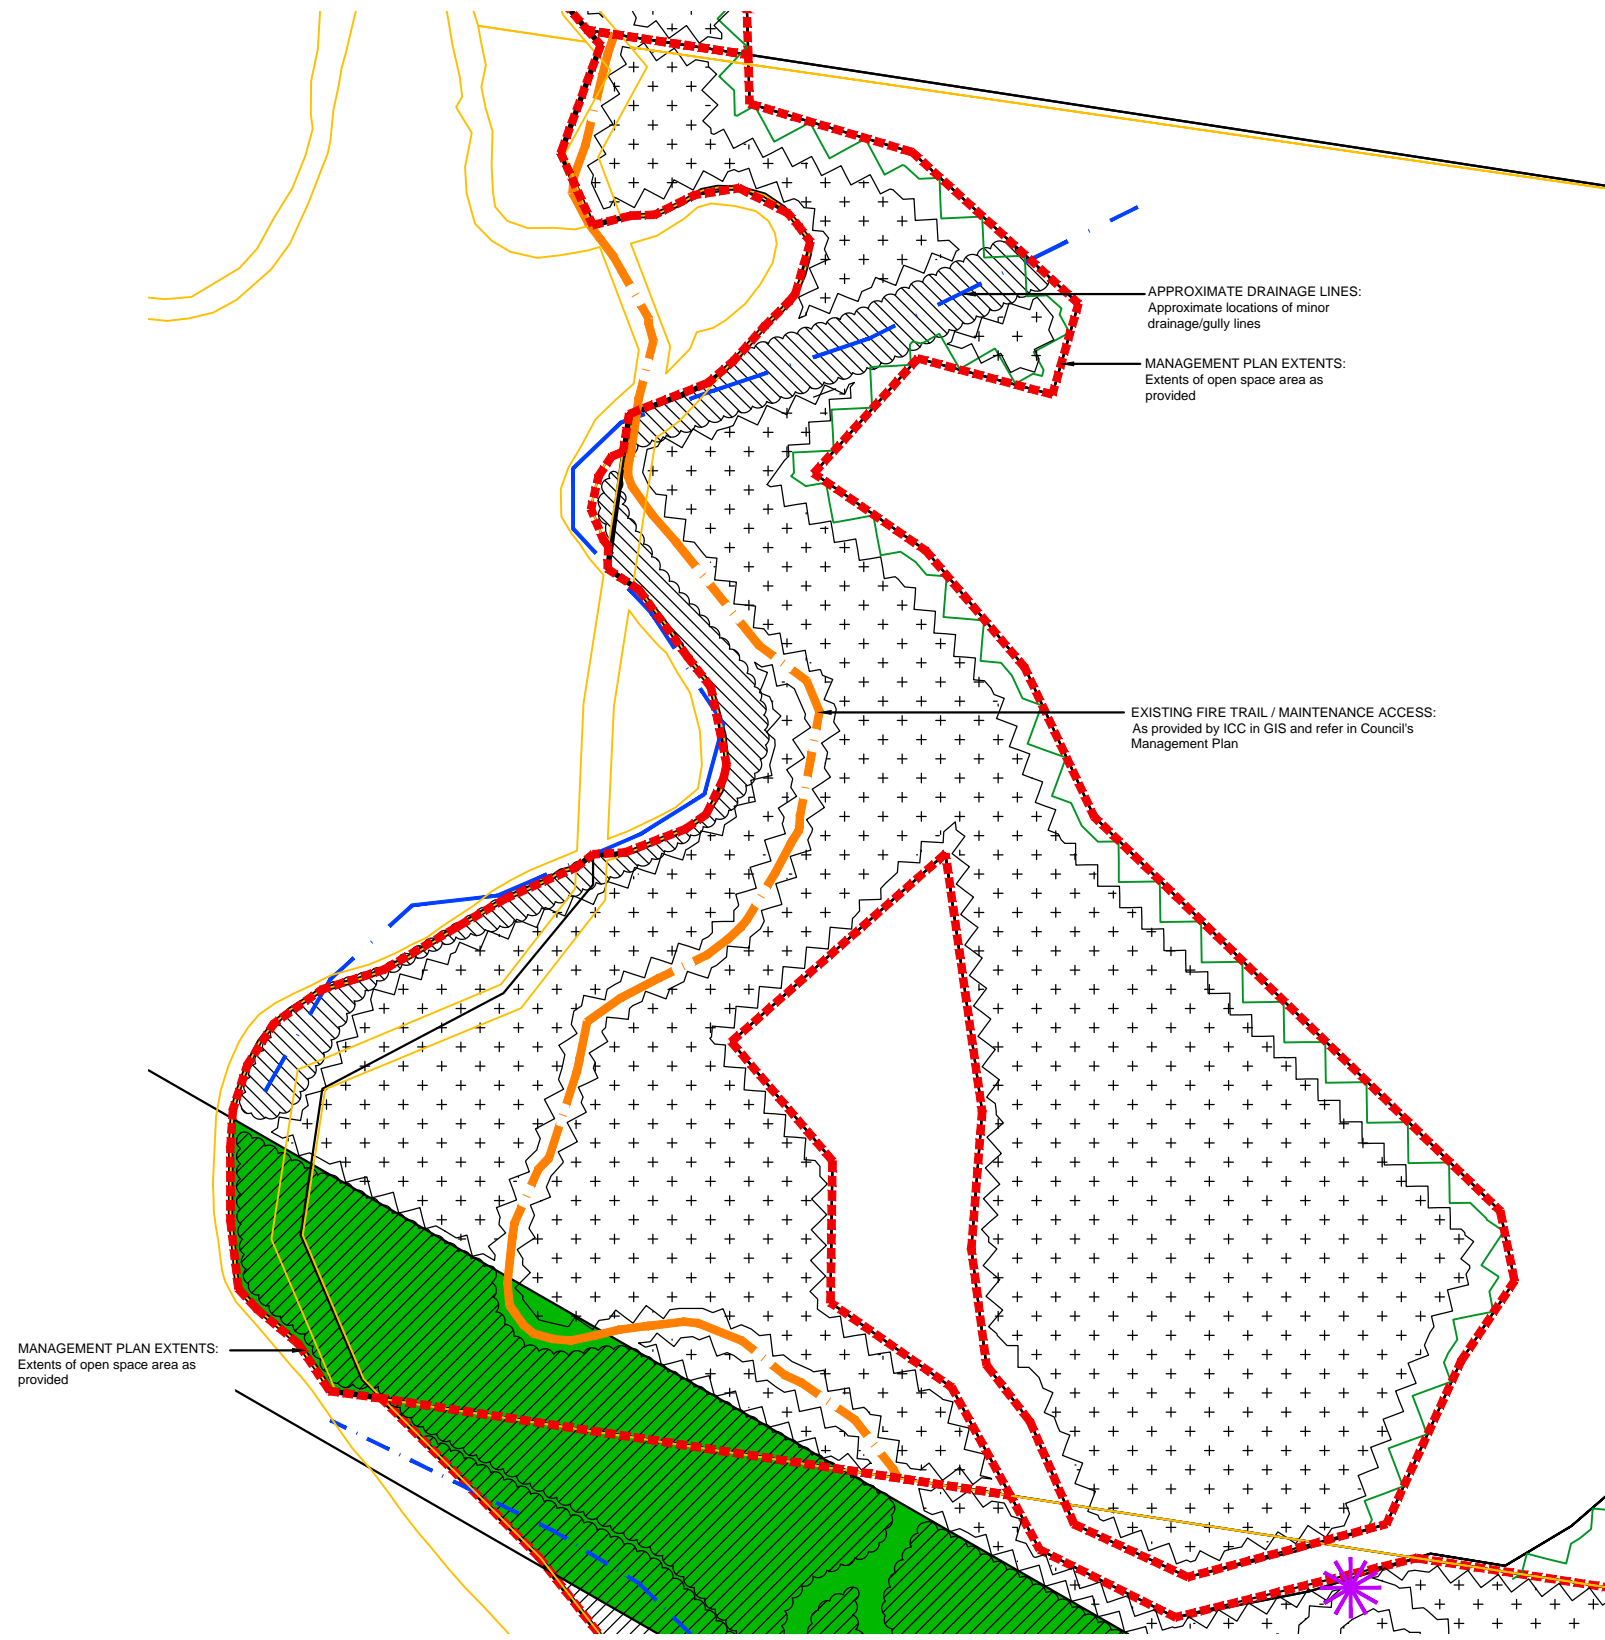 APPROXIMATE DRAINAGE LINES:
Approximate locations of minor
drainage/gully lines
MANAGEMENT PLAN EXTENTS:
Extents of open space area as
provided
EXISTING FIRE TRAIL / MAINTENANCE ACCESS:
As provided by ICC in GIS and refer in Council's
Management Plan
MANAGEMENT PLAN EXTENTS:
Extents of open space area as
provided